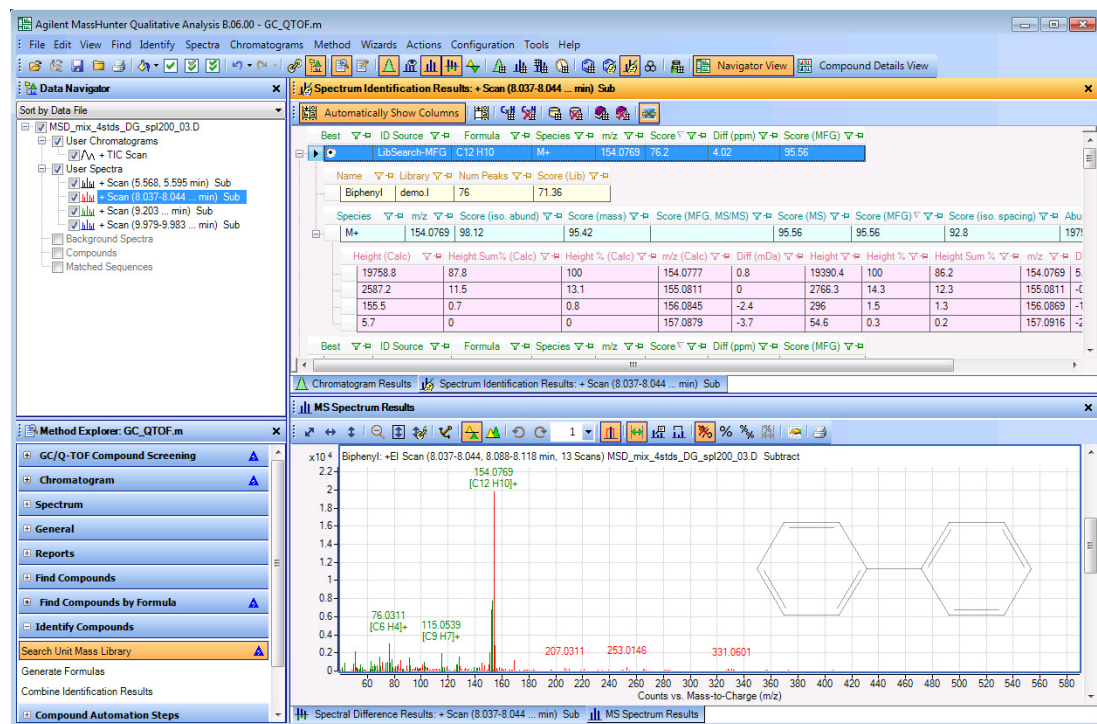 Agilent MassHunter Qualitative Analysis B.06.00 - GC_QTOF.m
File Edit View Find Identify Spectra Chromatograms Method Wizards Actions Configuration Tools Help
Navigator View Compound Details View
Data Navigator
Sort by Data File
MSD_mix_4stds_DG_spl200_03.D
User Chromatograms
+ TIC Scan
User Spectra
+ Scan (5.568, 5.595 min) Sub
+ Scan (8.037-8.044 ... min) Sub
+ Scan (9.203 ... min) Sub
+ Scan (9.979-9.983 ... min) Sub
Background Spectra
Compounds
Matched Sequences
Spectrum Identification Results: + Scan (8.037-8.044 ... min) Sub
Automatically Show Columns
Best ID Source Formula Species m/z Score Diff (ppm) Score (MFG)
LibSearch-MFG C12 H10 M+ 154.0769 76.2 4.02 95.56
Name Library Num Peaks Score (Lib)
Biphenyl demo.l 76 71.36
Species m/z Score (iso. abund) Score (mass) Score (MFG, MS/MS) Score (MS) Score (MFG) Score (iso. spacing) Abu
M+ 154.0769 98.12 95.42 95.56 95.56 92.8 197
Height (Calc) Height Sum% (Calc) Height % (Calc) m/z (Calc) Diff (mDa) Height Height % Height Sum % m/z D
19758.8 87.8 100 154.0777 0.8 19390.4 100 86.2 154.0769 5.
2587.2 11.5 13.1 155.0811 0 2766.3 14.3 12.3 155.0811 -0
155.5 0.7 0.8 156.0845 -2.4 296 1.5 1.3 156.0869 -1
5.7 0 0 157.0879 -3.7 54.6 0.3 0.2 157.0916 -2
Best ID Source Formula Species m/z Score Diff (ppm) Score (MFG)
Chromatogram Results Spectrum Identification Results: + Scan (8.037-8.044 ... min) Sub
MS Spectrum Results
1
Method Explorer: GC_QTOF.m
GC/Q-TOF Compound Screening
Chromatogram
Spectrum
General
Reports
Find Compounds
Find Compounds by Formula
Identify Compounds
Search Unit Mass Library
Generate Formulas
Combine Identification Results
Compound Automation Steps
x10 4 Biphenyl: +EI Scan (8.037-8.044, 8.088-8.118 min, 13 Scans) MSD_mix_4stds_DG_spl200_03.D Subtract
2.2
154.0769
[C12 H10]+
2
1.8
1.6
1.4
1.2
1
0.8
0.6
76.0311
[C6 H4]+
115.0539
[C9 H7]+
0.4
0.2
207.0311 253.0146 331.0601
0
60 80 100 120 140 160 180 200 220 240 260 280 300 320 340 360 380 400 420 440 460 480 500 520 540 560 580
Counts vs. Mass-to-Charge (m/z)
Spectral Difference Results: + Scan (8.037-8.044 ... min) Sub MS Spectrum Results